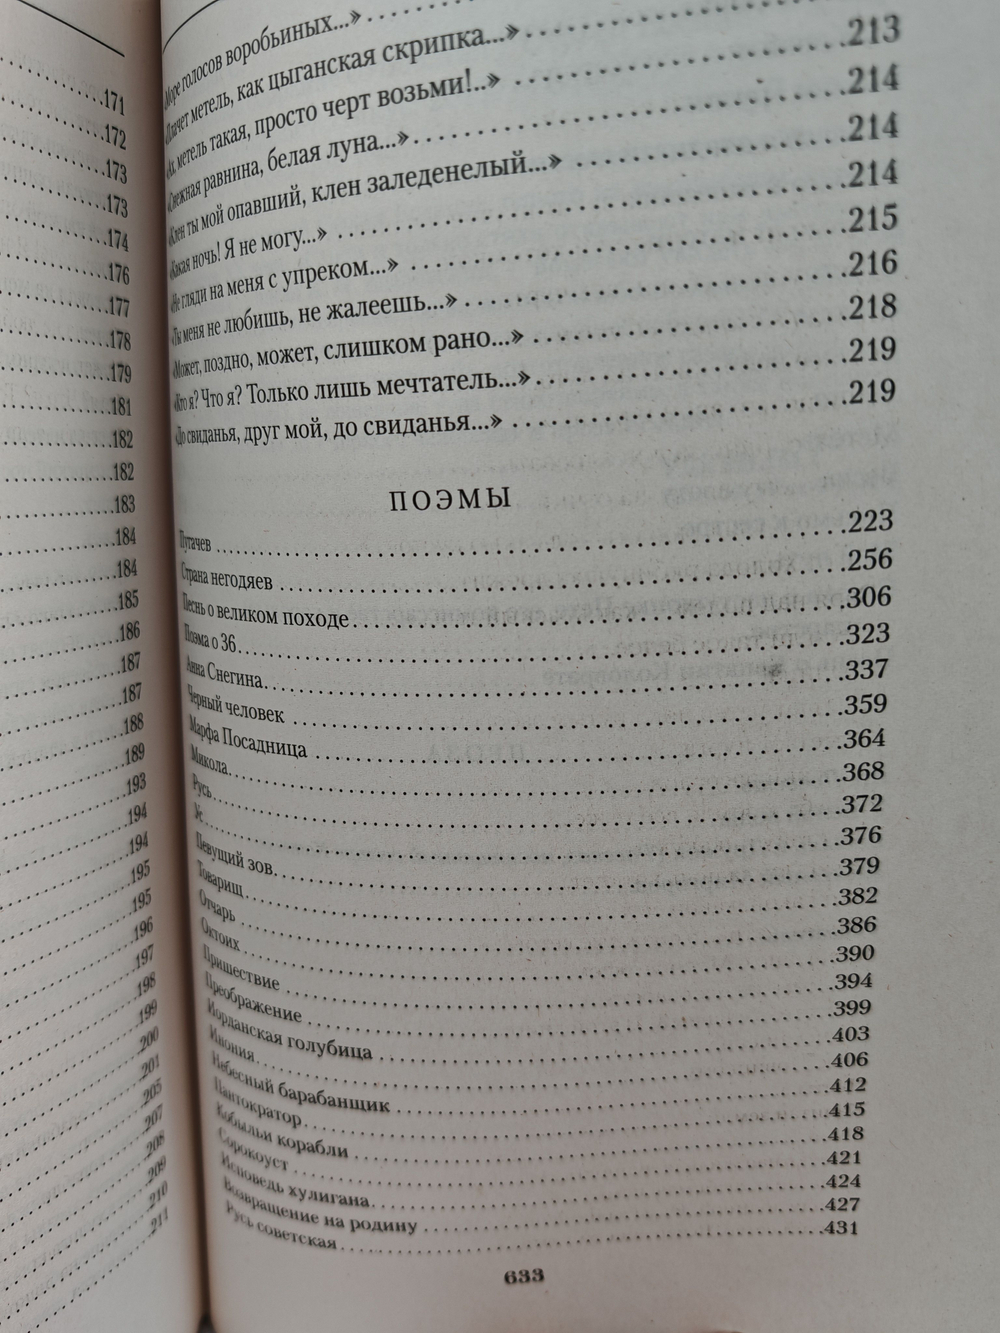 171
172
173
173
174
176
177
178
179
181
182
182
183
184
184
185
186
187
187
188
189
193
194
194
195
195
196
197
198
199
200
201
205
207
208
209
210
211
«Море голосов воробьиных...»
«Плачет метель, как цыганская скрипка...»
«Ах, метель такая, просто черт возьми!..» 213
«Снежная равнина, белая луна...» 214
«Клен ты мой опавший, клен заледенелый...» 214
«Какая ночь! Я не могу...» 214
«Не гляди на меня с упреком...» 215
«Ты меня не любишь, не жалеешь...» 216
«Может, поздно, может, слишком рано...» 218
«Кто я? Что я? Только лишь мечтатель...» 219
«До свиданья, друг мой, до свиданья...» 219
ПОЭМЫ
Пугачев 223
Страна негодяев 256
Песнь о великом походе 306
Поэма о 36 323
Анна Снегина 337
Черный человек 359
Марфа Посадница 364
Микола 368
Русь 372
Ус 376
Певущий зов 379
Товарищ 382
Отчарь 386
Октоих 390
Пришествие 394
Преображение 399
Иорданская голубица 403
Инония 406
Небесный барабанщик 412
Пантократор 415
Кобыльи корабли 418
Сорокоуст 421
Исповедь хулигана 424
Возвращение на родину 427
Русь советская 431
633